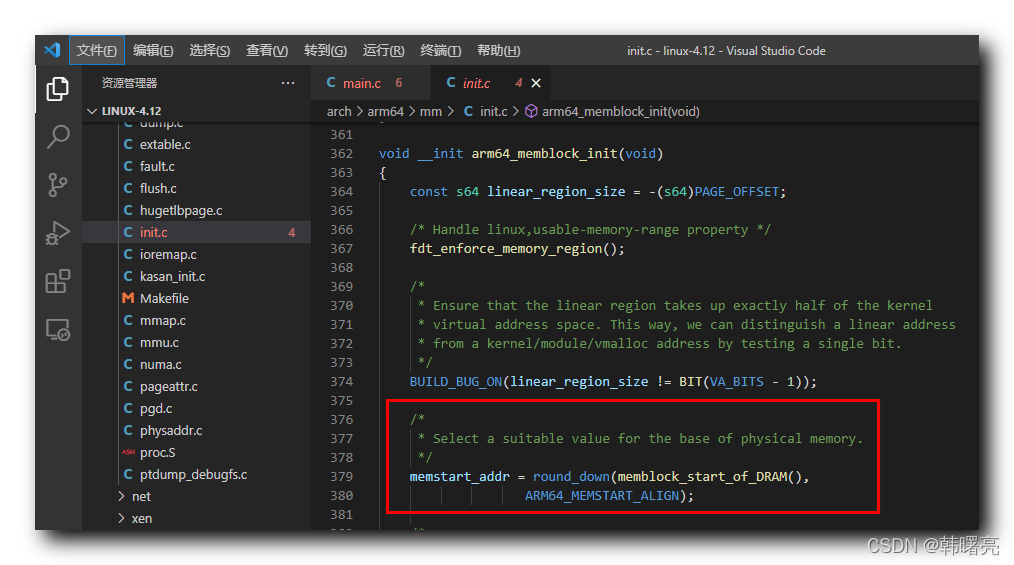 文件(F) 编辑(E) 选择(S) 查看(V) 转到(G) 运行(R) 终端(T) 帮助(H) init.c - linux-4.12 - Visual Studio Code
资源管理器 ···
LINUX-4.12
dump.c
extable.c
fault.c
flush.c
hugetlbpage.c
init.c 4
ioremap.c
kasan_init.c
Makefile
mmap.c
mmu.c
numa.c
pageattr.c
pgd.c
physaddr.c
ASM proc.S
ptdump_debugfs.c
net
xen
main.c 6 init.c 4
arch > arm64 > mm > C init.c > arm64_memblock_init(void)
361
362 void __init arm64_memblock_init(void)
363 {
364 const s64 linear_region_size = -(s64)PAGE_OFFSET;
365
366 /* Handle linux,usable-memory-range property */
367 fdt_enforce_memory_region();
368
369 /*
370 * Ensure that the linear region takes up exactly half of the kernel
371 * virtual address space. This way, we can distinguish a linear address
372 * from a kernel/module/vmalloc address by testing a single bit.
373 */
374 BUILD_BUG_ON(linear_region_size != BIT(VA_BITS - 1));
375
376 /*
377 * Select a suitable value for the base of physical memory.
378 */
379 memstart_addr = round_down(memblock_start_of_DRAM(),
380 ARM64_MEMSTART_ALIGN);
381
CSDN @韩曙亮